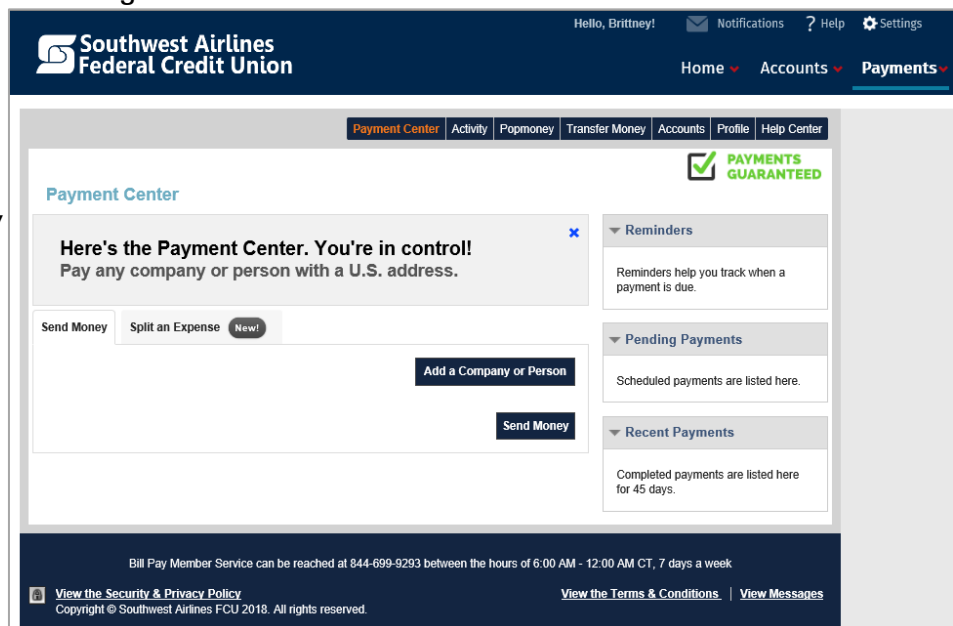 Hello, Brittney! Notifications ? Help Settings
Southwest Airlines
Federal Credit Union
Home Accounts Payments
Payment Center Activity Popmoney Transfer Money Accounts Profile Help Center
PAYMENTS
GUARANTEED
Payment Center
Here's the Payment Center. You're in control!
Pay any company or person with a U.S. address.
Send Money Split an Expense New!
Add a Company or Person
Send Money
Reminders
Reminders help you track when a
payment is due.
Pending Payments
Scheduled payments are listed here.
Recent Payments
Completed payments are listed here
for 45 days.
Bill Pay Member Service can be reached at 844-699-9293 between the hours of 6:00 AM - 12:00 AM CT, 7 days a week
View the Security & Privacy Policy
Copyright © Southwest Airlines FCU 2018. All rights reserved.
View the Terms & Conditions | View Messages